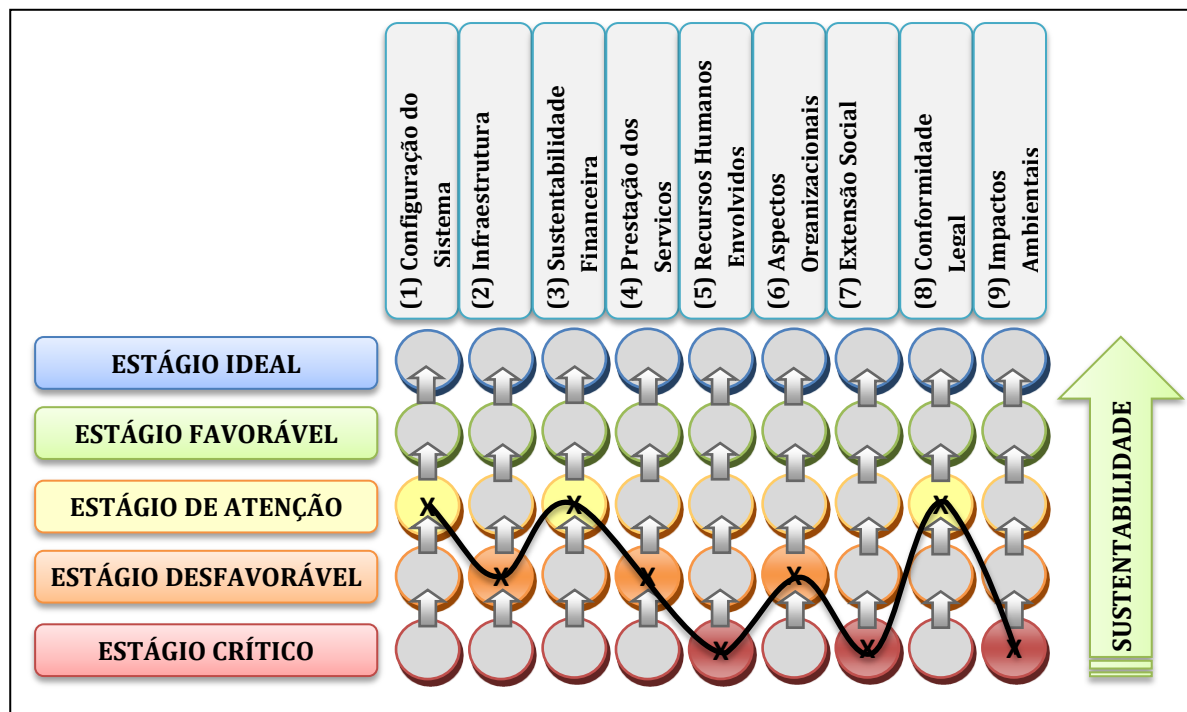 (1) Configuração do
Sistema
(2) Infraestrutura
(3) Sustentabilidade
Financeira
(4) Prestação dos
Servicos
(5) Recursos Humanos
Envolvidos
(6) Aspectos
Organizacionais
(7) Extensão Social
(8) Conformidade
Legal
(9) Impactos
Ambientais
ESTÁGIO IDEAL
ESTÁGIO FAVORÁVEL
ESTÁGIO DE ATENÇÃO
X X X
ESTÁGIO DESFAVORÁVEL
X X X
ESTÁGIO CRÍTICO
X X X
SUSTENTABILIDADE